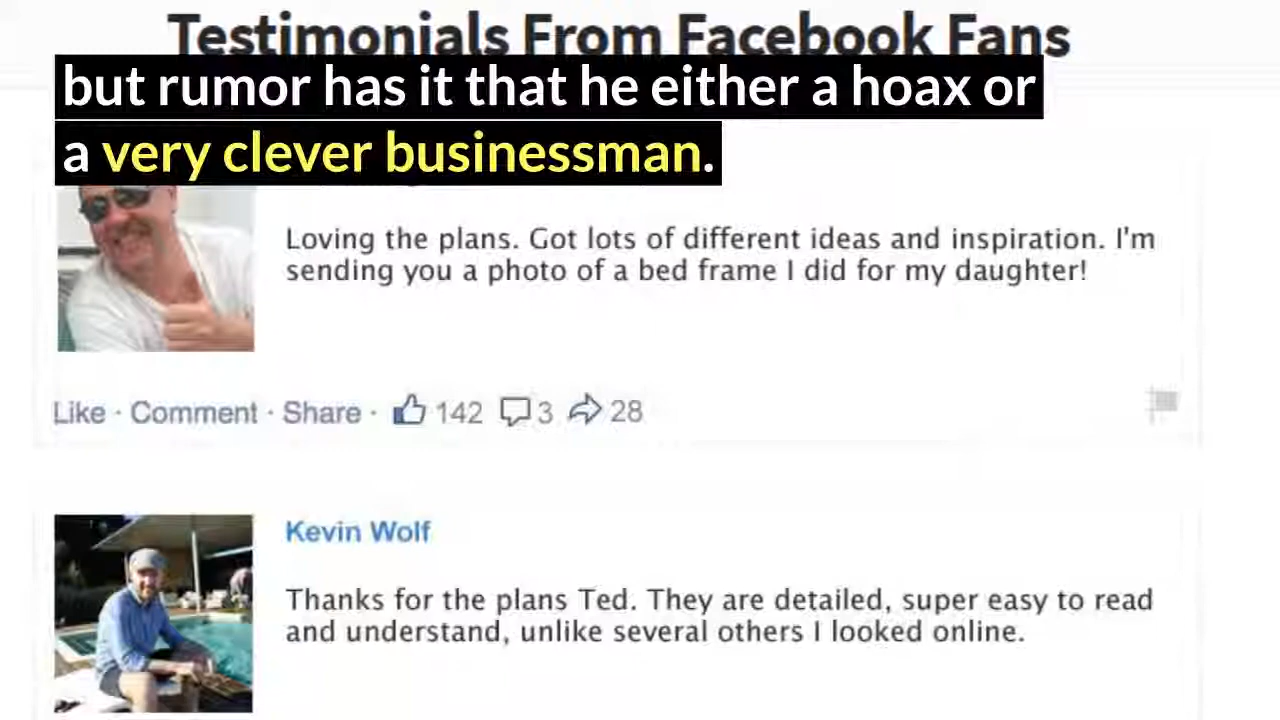 Testimonials From Facebook Fans
but rumor has it that he either a hoax or
a very clever businessman.
Loving the plans. Got lots of different ideas and inspiration. I'm
sending you a photo of a bed frame I did for my daughter!
Like · Comment · Share · 142 3 28
Kevin Wolf
Thanks for the plans Ted. They are detailed, super easy to read
and understand, unlike several others I looked online.